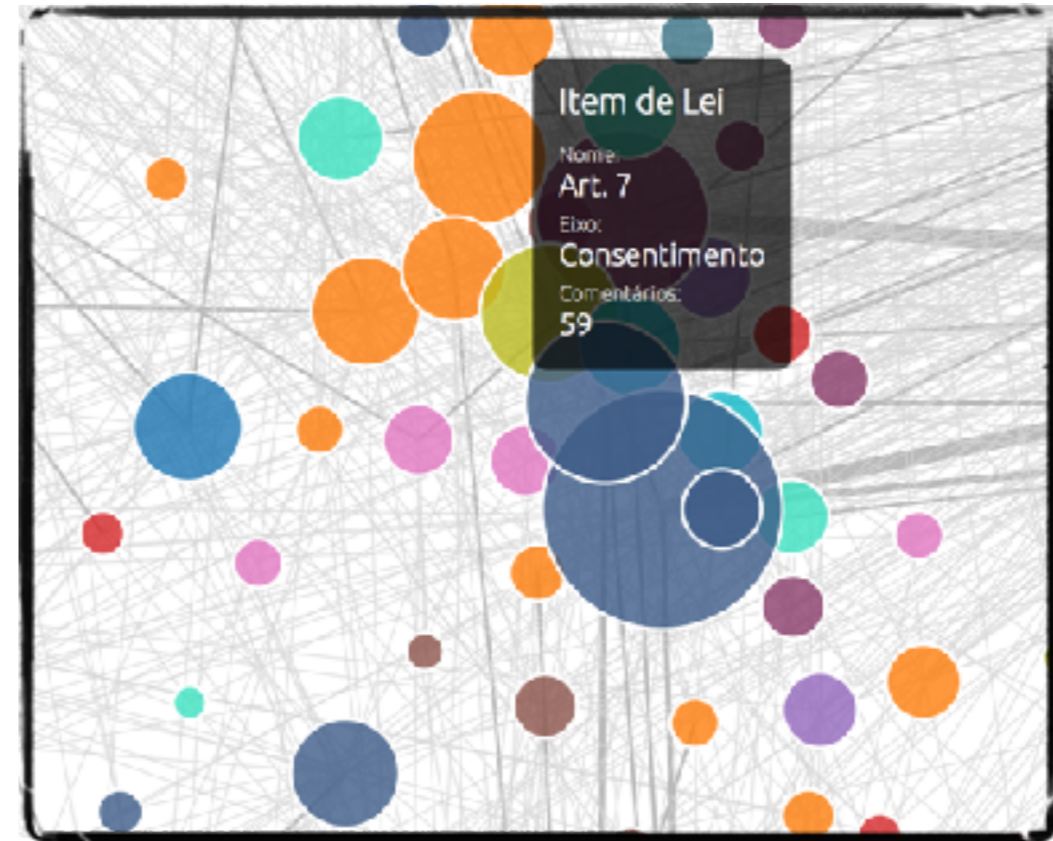 Item de Lei
Nome:
Art. 7
Eixo:
Consentimento
Comentários:
59